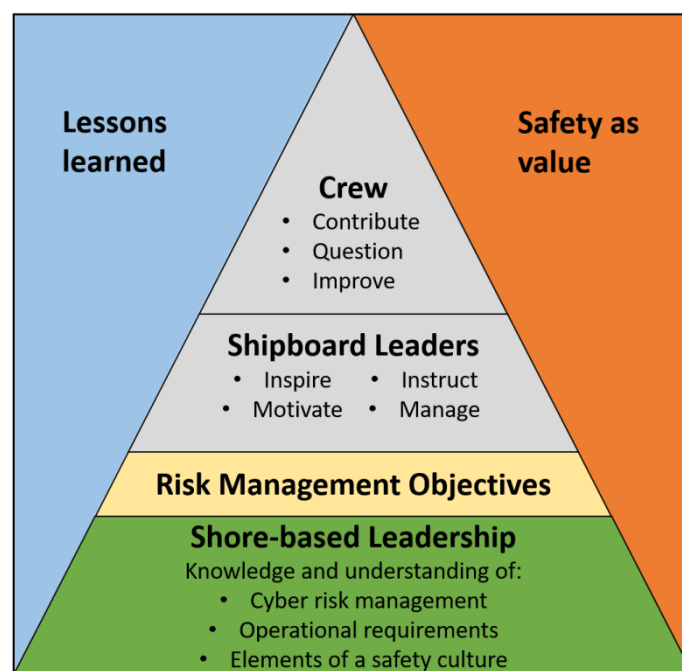 Lessons
learned
Safety as
value
Crew
• Contribute
• Question
• Improve
Shipboard Leaders
• Inspire • Instruct
• Motivate • Manage
Risk Management Objectives
Shore-based Leadership
Knowledge and understanding of:
• Cyber risk management
• Operational requirements
• Elements of a safety culture